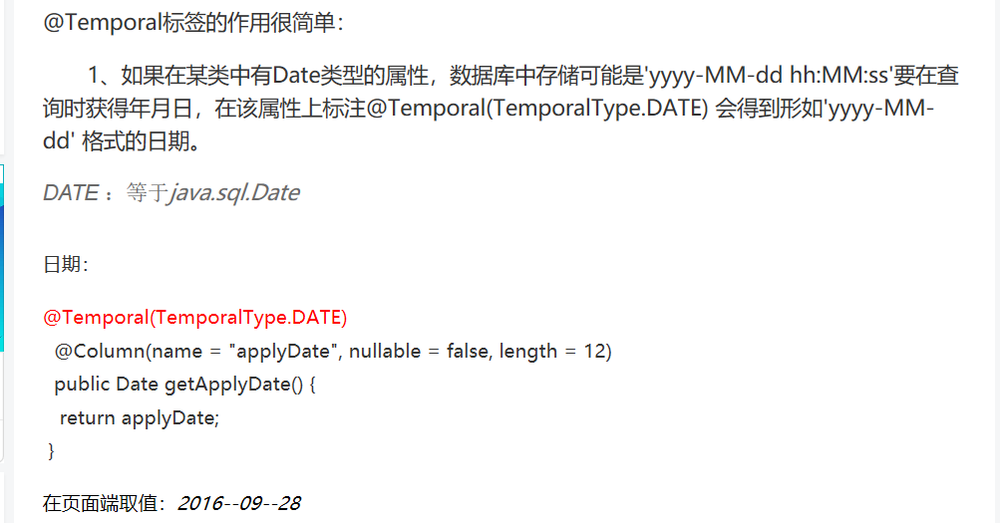 @Temporal标签的作用很简单：
1、如果在某类中有Date类型的属性，数据库中存储可能是'yyyy-MM-dd hh:MM:ss'要在查
询时获得年月日，在该属性上标注@Temporal(TemporalType.DATE) 会得到形如'yyyy-MM-
dd' 格式的日期。
DATE ：等于java.sql.Date
日期：
@Temporal(TemporalType.DATE)
@Column(name = "applyDate", nullable = false, length = 12)
public Date getApplyDate() {
return applyDate;
}
在页面端取值：2016--09--28